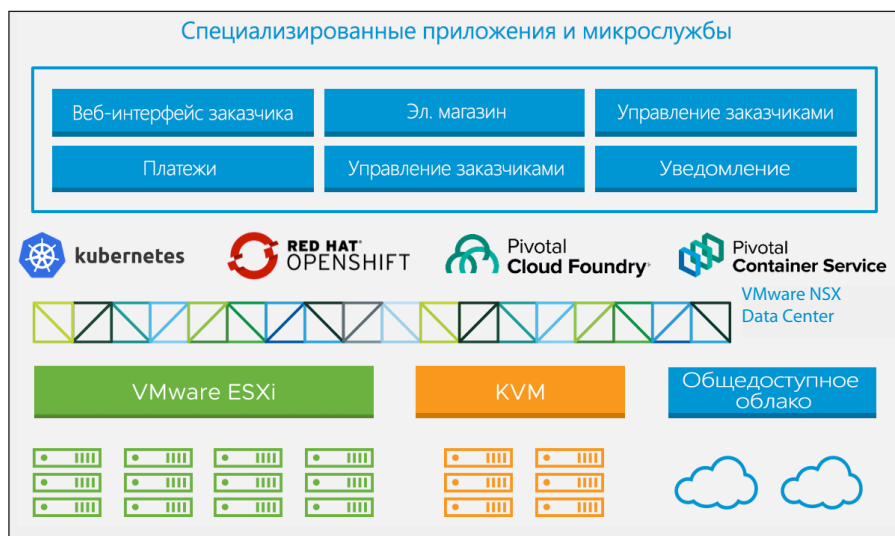 Специализированные приложения и микрослужбы
Веб-интерфейс заказчика
Эл. магазин
Управление заказчиками
Платежи
Управление заказчиками
Уведомление
kubernetes
RED HAT®
OPENSHIFT
Pivotal
Cloud Foundry
Pivotal
Container Service
VMware NSX
Data Center
VMware ESXi
KVM
Общедоступное
облако